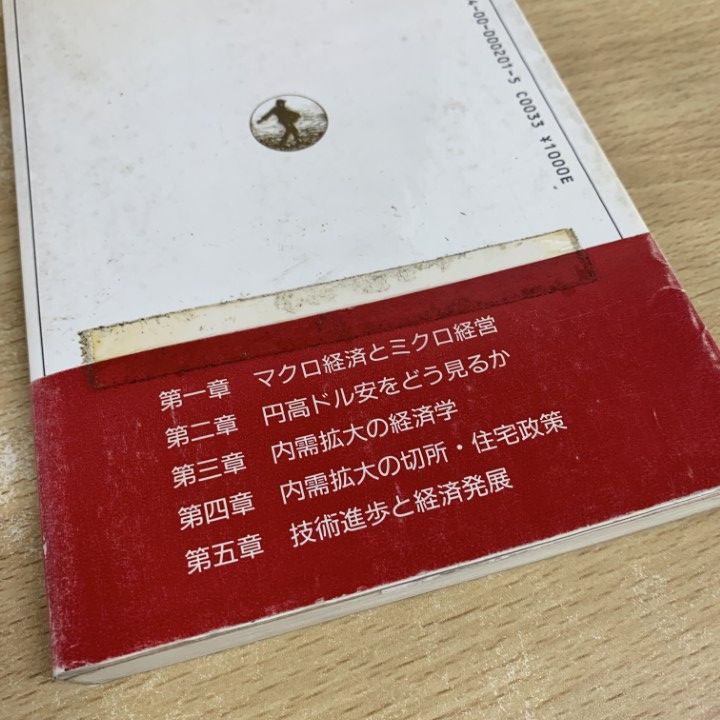 4-00-000201-5 C0033 ¥1000E
第一章 マクロ経済とミクロ経営
第二章 円高ドル安をどう見るか
第三章 内需拡大の経済学
第四章 内需拡大の切所・住宅政策
第五章 技術進歩と経済発展